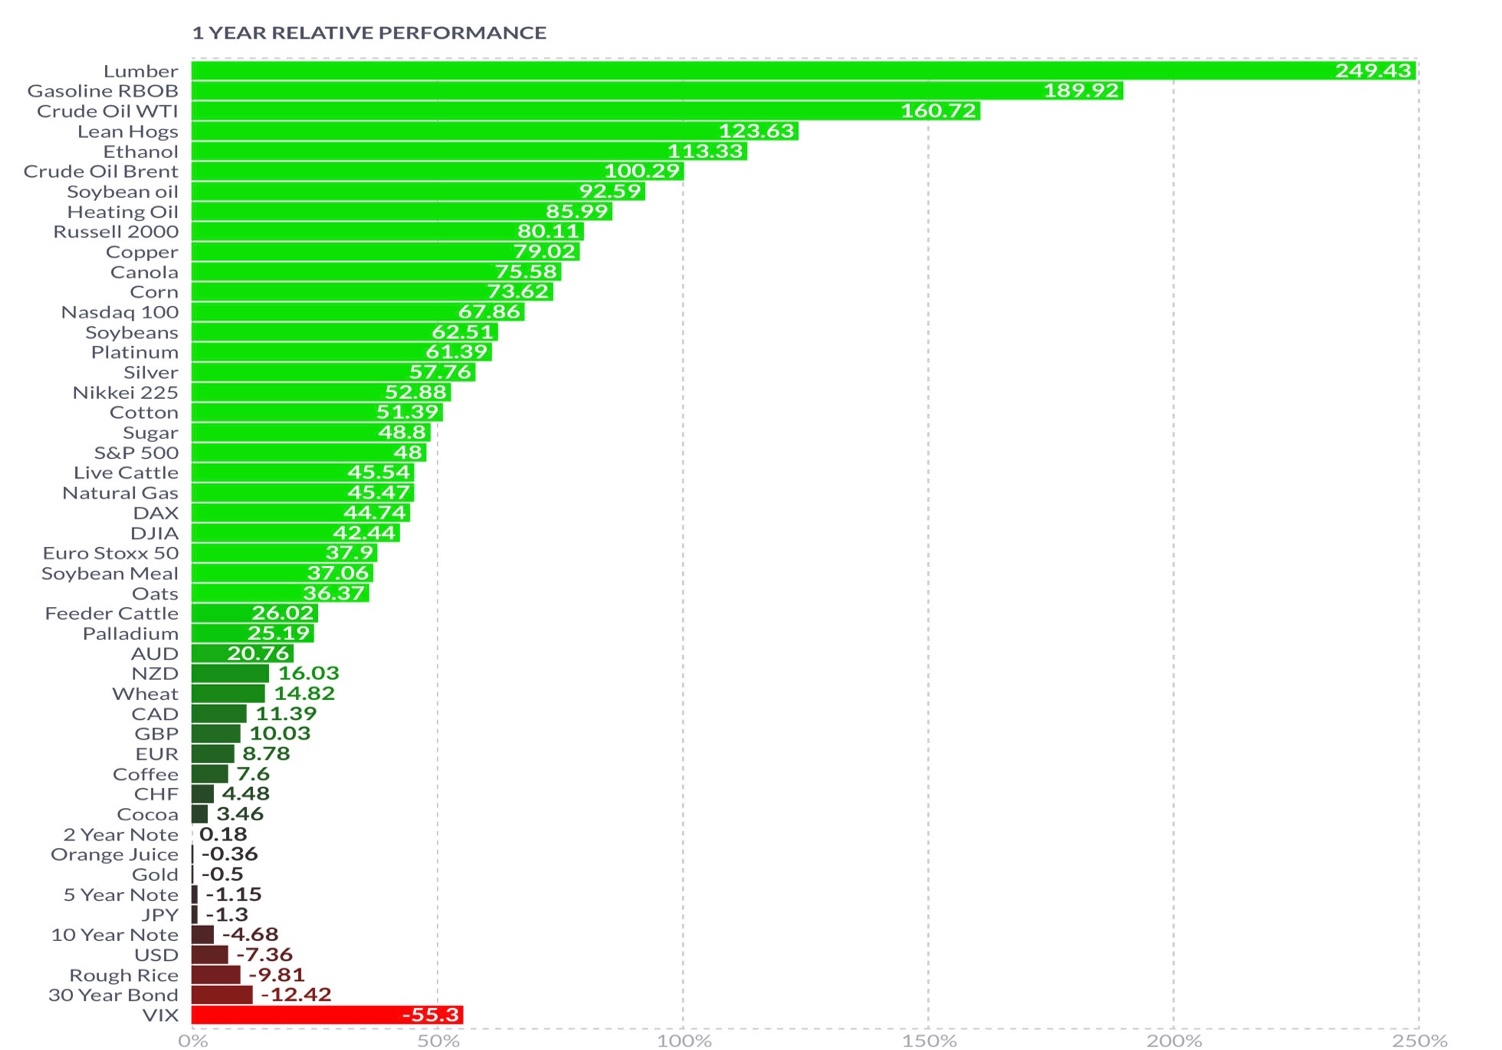 1 YEAR RELATIVE PERFORMANCE
Lumber 249.43
Gasoline RBOB 189.92
Crude Oil WTI 160.72
Lean Hogs 123.63
Ethanol 113.33
Crude Oil Brent 100.29
Soybean oil 92.59
Heating Oil 85.99
Russell 2000 80.11
Copper 79.02
Canola 75.58
Corn 73.62
Nasdaq 100 67.86
Soybeans 62.51
Platinum 61.39
Silver 57.76
Nikkei 225 52.88
Cotton 51.39
Sugar 48.8
S&P 500 48
Live Cattle 45.54
Natural Gas 45.47
DAX 44.74
DJIA 42.44
Euro Stoxx 50 37.9
Soybean Meal 37.06
Oats 36.37
Feeder Cattle 26.02
Palladium 25.19
AUD 20.76
NZD 16.03
Wheat 14.82
CAD 11.39
GBP 10.03
EUR 8.78
Coffee 7.6
CHF 4.48
Cocoa 3.46
2 Year Note 0.18
Orange Juice -0.36
Gold -0.5
5 Year Note -1.15
JPY -1.3
10 Year Note -4.68
USD -7.36
Rough Rice -9.81
30 Year Bond -12.42
VIX -55.3
0% 50% 100% 150% 200% 250%